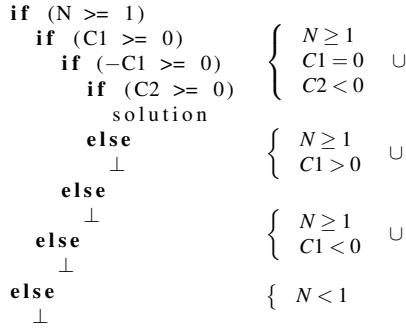 if (N >= 1)
if (C1 >= 0)
if (−C1 >= 0)
if (C2 >= 0)
solution
else
⊥
else
⊥
else
⊥
else
⊥
{ N ≥ 1
C1 = 0 ∪
C2 < 0
{ N ≥ 1
C1 > 0 ∪
{ N ≥ 1
C1 < 0 ∪
{ N < 1